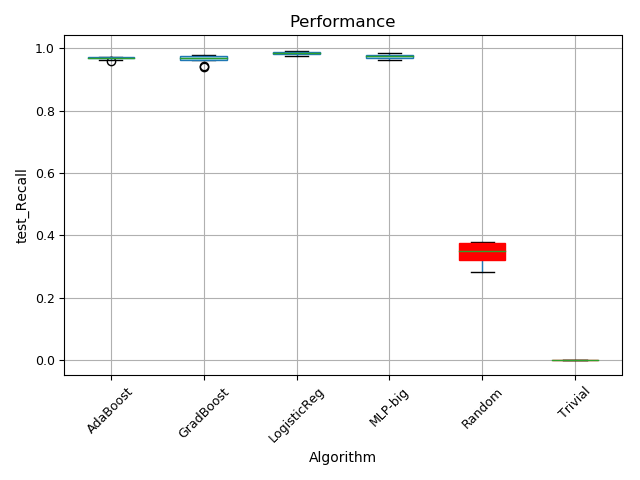 Performance
1.0
0.8
0.6
0.4
0.2
0.0
test_Recall
AdaBoost
GradBoost
LogisticReg
MLP-big
Random
Trivial
Algorithm